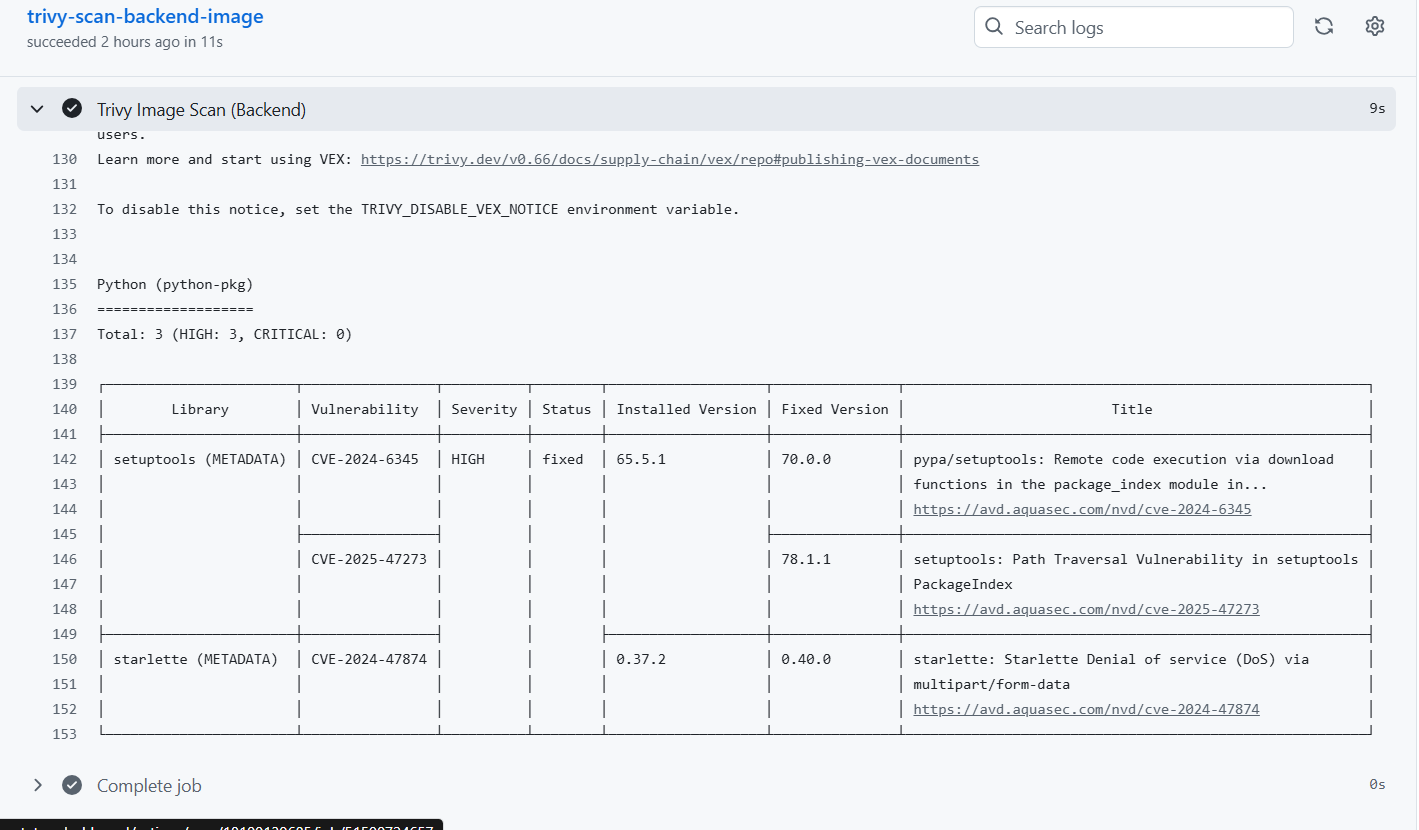 trivy-scan-backend-image
succeeded 2 hours ago in 11s
Search logs
Trivy Image Scan (Backend) 9s
users.
130 Learn more and start using VEX: https://trivy.dev/v0.66/docs/supply-chain/vex/repo#publishing-vex-documents
131
132 To disable this notice, set the TRIVY_DISABLE_VEX_NOTICE environment variable.
133
134
135 Python (python-pkg)
136 ===================
137 Total: 3 (HIGH: 3, CRITICAL: 0)
138
139
140 Library Vulnerability Severity Status Installed Version Fixed Version Title
141
142 setuptools (METADATA) CVE-2024-6345 HIGH fixed 65.5.1 70.0.0 pypa/setuptools: Remote code execution via download
143 functions in the package_index module in...
144 https://avd.aquasec.com/nvd/cve-2024-6345
145
146 CVE-2025-47273 78.1.1 setuptools: Path Traversal Vulnerability in setuptools
147 PackageIndex
148 https://avd.aquasec.com/nvd/cve-2025-47273
149
150 starlette (METADATA) CVE-2024-47874 0.37.2 0.40.0 starlette: Starlette Denial of service (DoS) via
151 multipart/form-data
152 https://avd.aquasec.com/nvd/cve-2024-47874
153
Complete job 0s